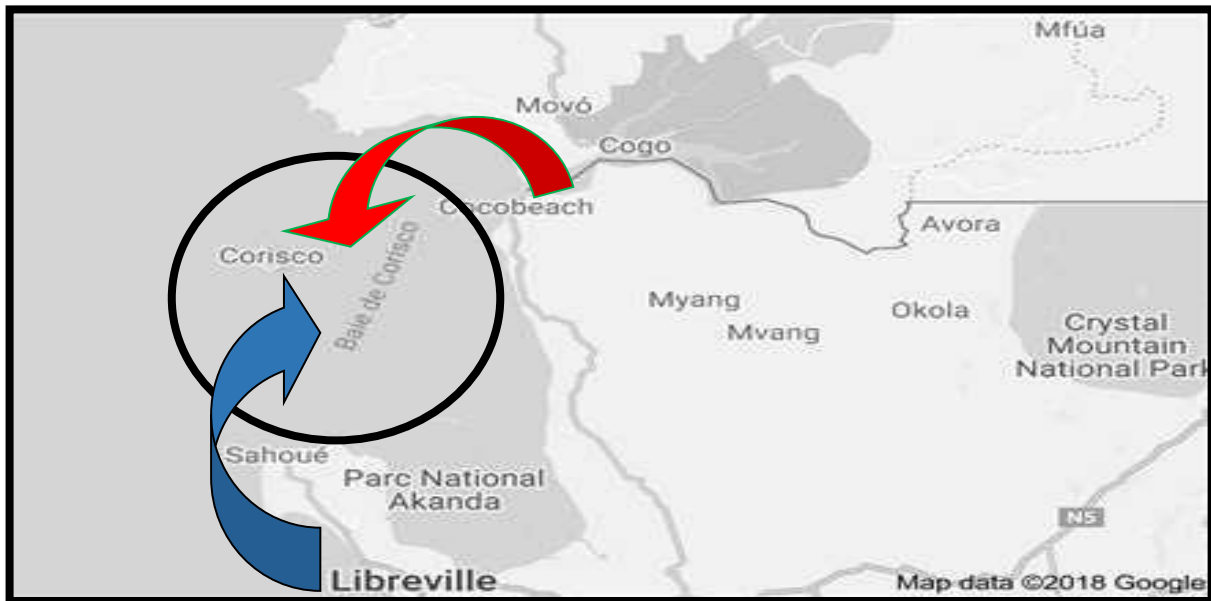 Mfúa
Movó
Cogo
Cocobeach
Avora
Corisco
Baie de Corisco
Myang
Mvang
Okola
Crystal
Mountain
National Park
Sahoué
Parc National
Akanda
N5
Libreville
Map data ©2018 Google